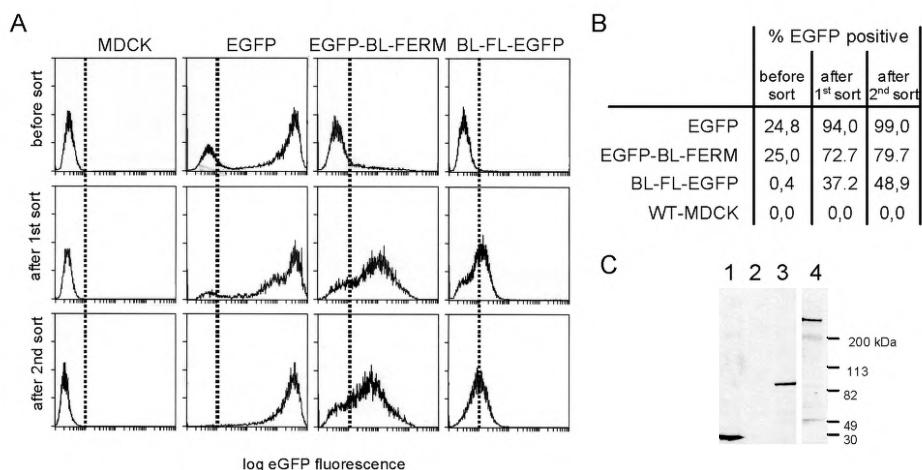 A
MDCK
EGFP
EGFP-BL-FERM
BL-FL-EGFP
before sort
after 1st sort
after 2nd sort
log eGFP fluorescence
B
% EGFP positive
before sort
after 1st sort
after 2nd sort
EGFP 24,8 94,0 99,0
EGFP-BL-FERM 25,0 72.7 79.7
BL-FL-EGFP 0,4 37.2 48,9
WT-MDCK 0,0 0,0 0,0
C
1 2 3 4
200 kDa
113
82
49
30